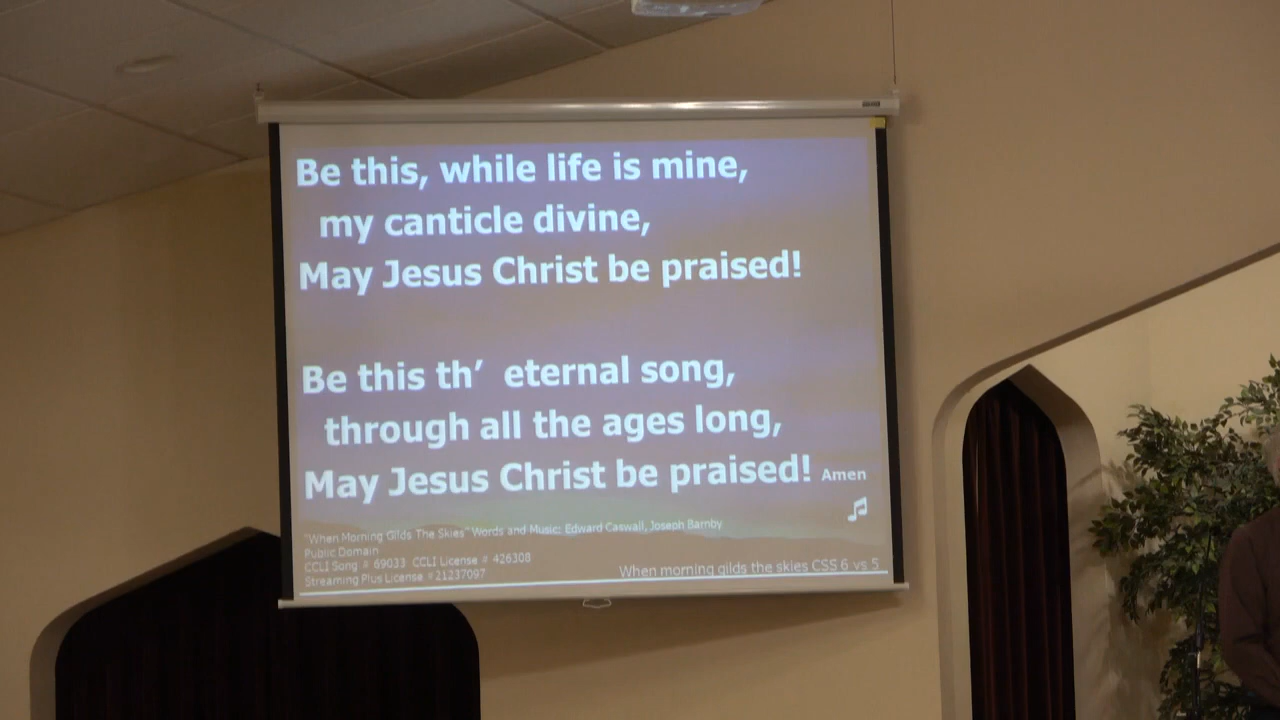 Be this, while life is mine,
my canticle divine,
May Jesus Christ be praised!
Be this th’ eternal song,
through all the ages long,
May Jesus Christ be praised! Amen
"When Morning Gilds The Skies" Words and Music: Edward Caswall, Joseph Barnby
Public Domain
CCLI Song # 69033 CCLI License # 426308
Streaming Plus License #21237097
When morning gilds the skies CSS 6 vs 5